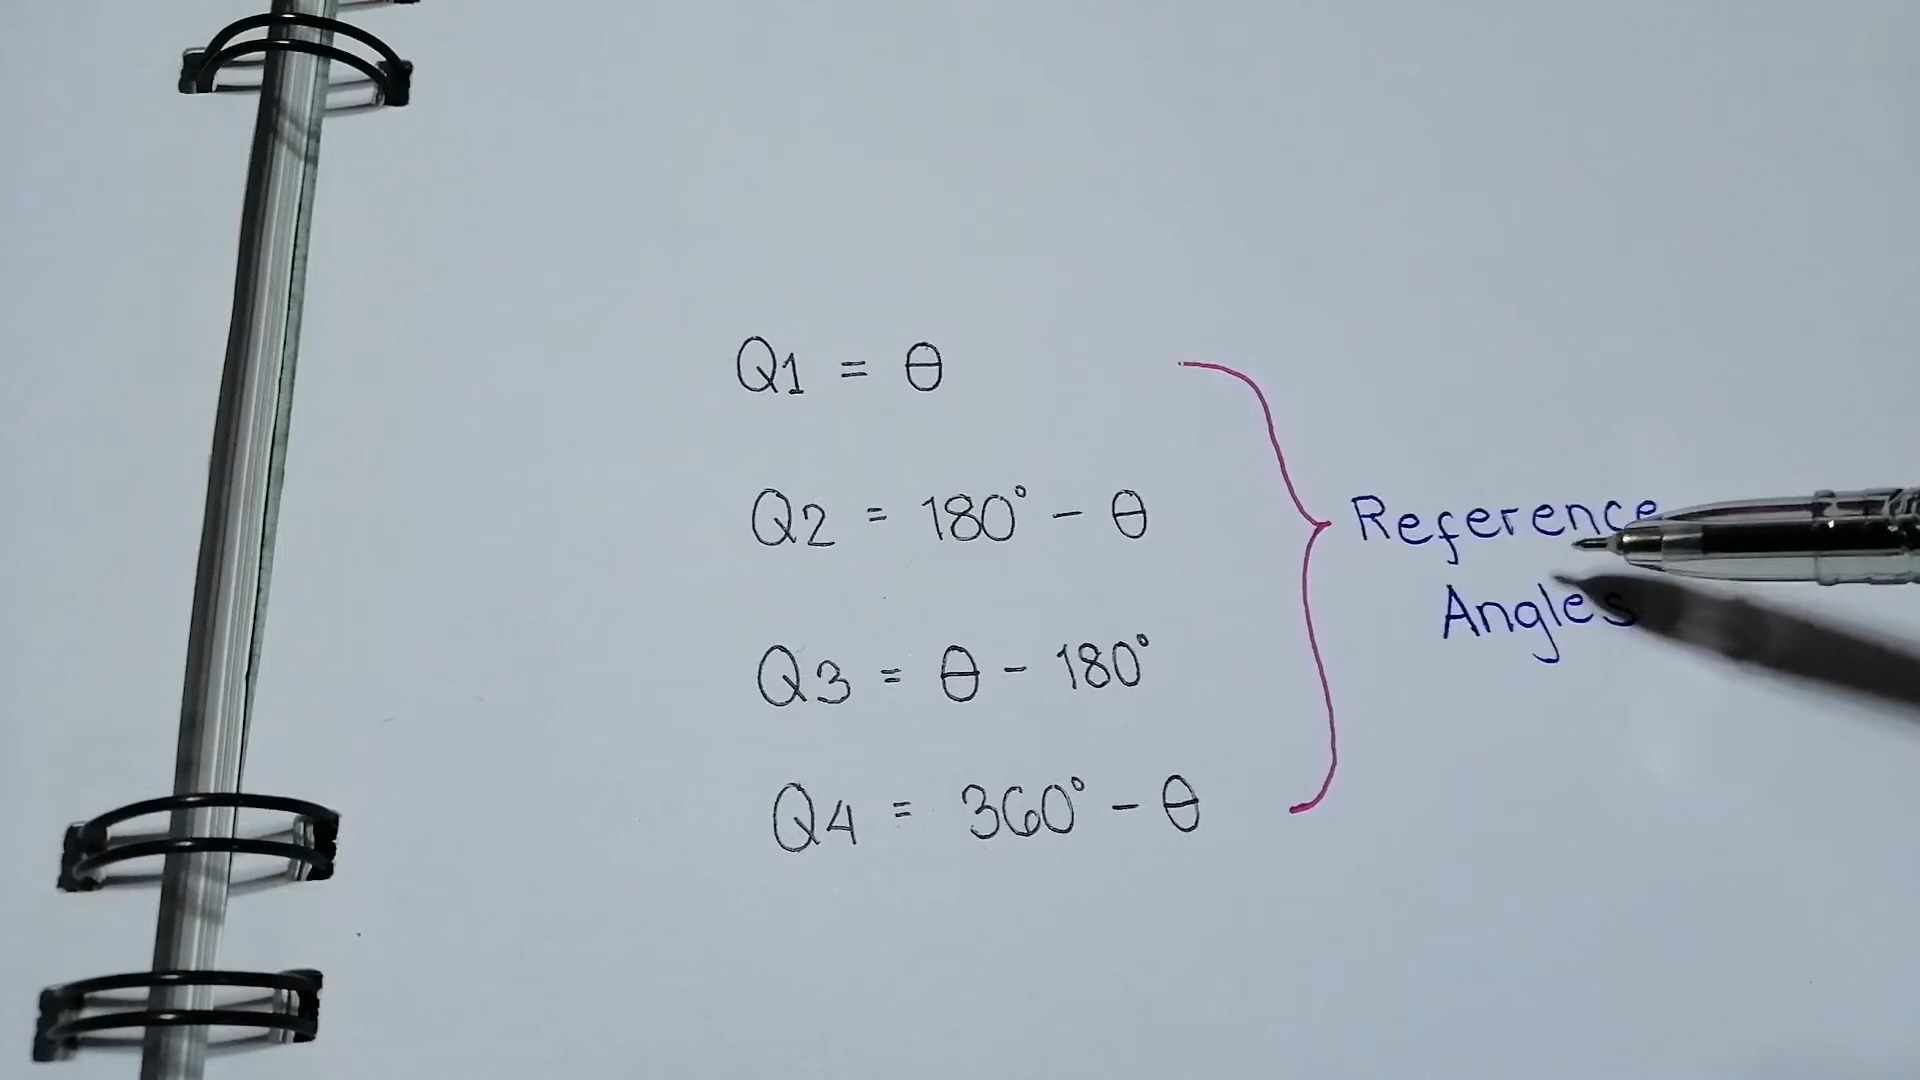 Q1 = θ
Q2 = 180° - θ
Q3 = θ - 180°
Q4 = 360° - θ
Reference
Angles